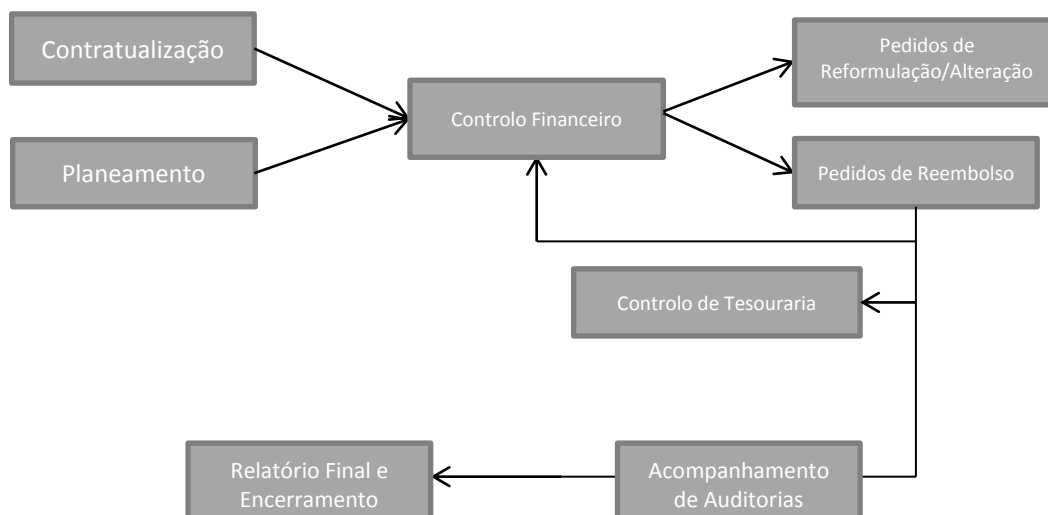 Contratualização
Pedidos de
Reformulação/Alteração
Controlo Financeiro
Planeamento
Pedidos de Reembolso
Controlo de Tesouraria
Relatório Final e
Encerramento
Acompanhamento
de Auditorias